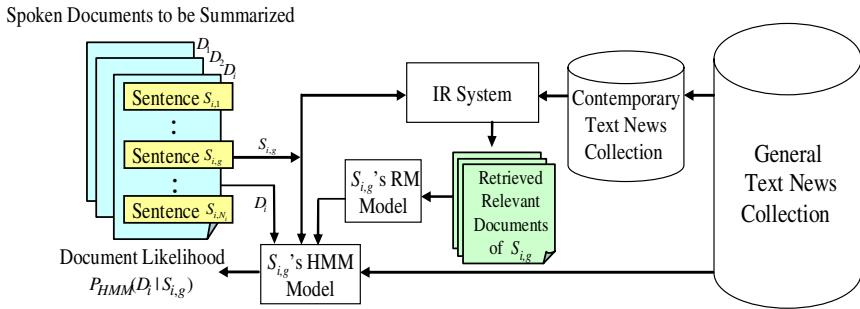 Spoken Documents to be Summarized
D₁
D₂
Dᵢ
Sentence Sᵢ,₁
:
Sentence Sᵢ,g
:
Sentence Sᵢ,Nᵢ
Sᵢ,g
Dᵢ
Document Likelihood
P_HMM(Dᵢ | Sᵢ,g)
IR System
Sᵢ,g's RM
Model
Sᵢ,g's HMM
Model
Retrieved
Relevant
Documents
of Sᵢ,g
Contemporary
Text News
Collection
General
Text News
Collection